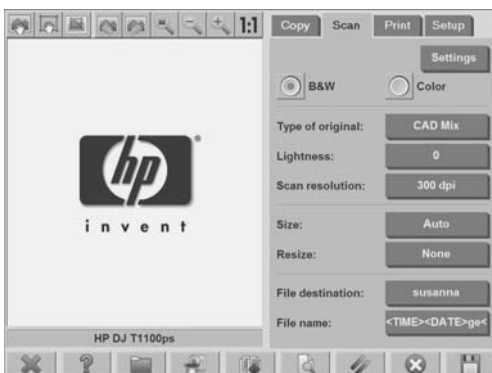 1:1
Copy Scan Print Setup
Settings
B&W Color
Type of original: CAD Mix
Lightness: 0
Scan resolution: 300 dpi
Size: Auto
Resize: None
File destination: susanna
File name: <TIME><DATE>ge<
hp
®
invent
HP DJ T1100ps
?